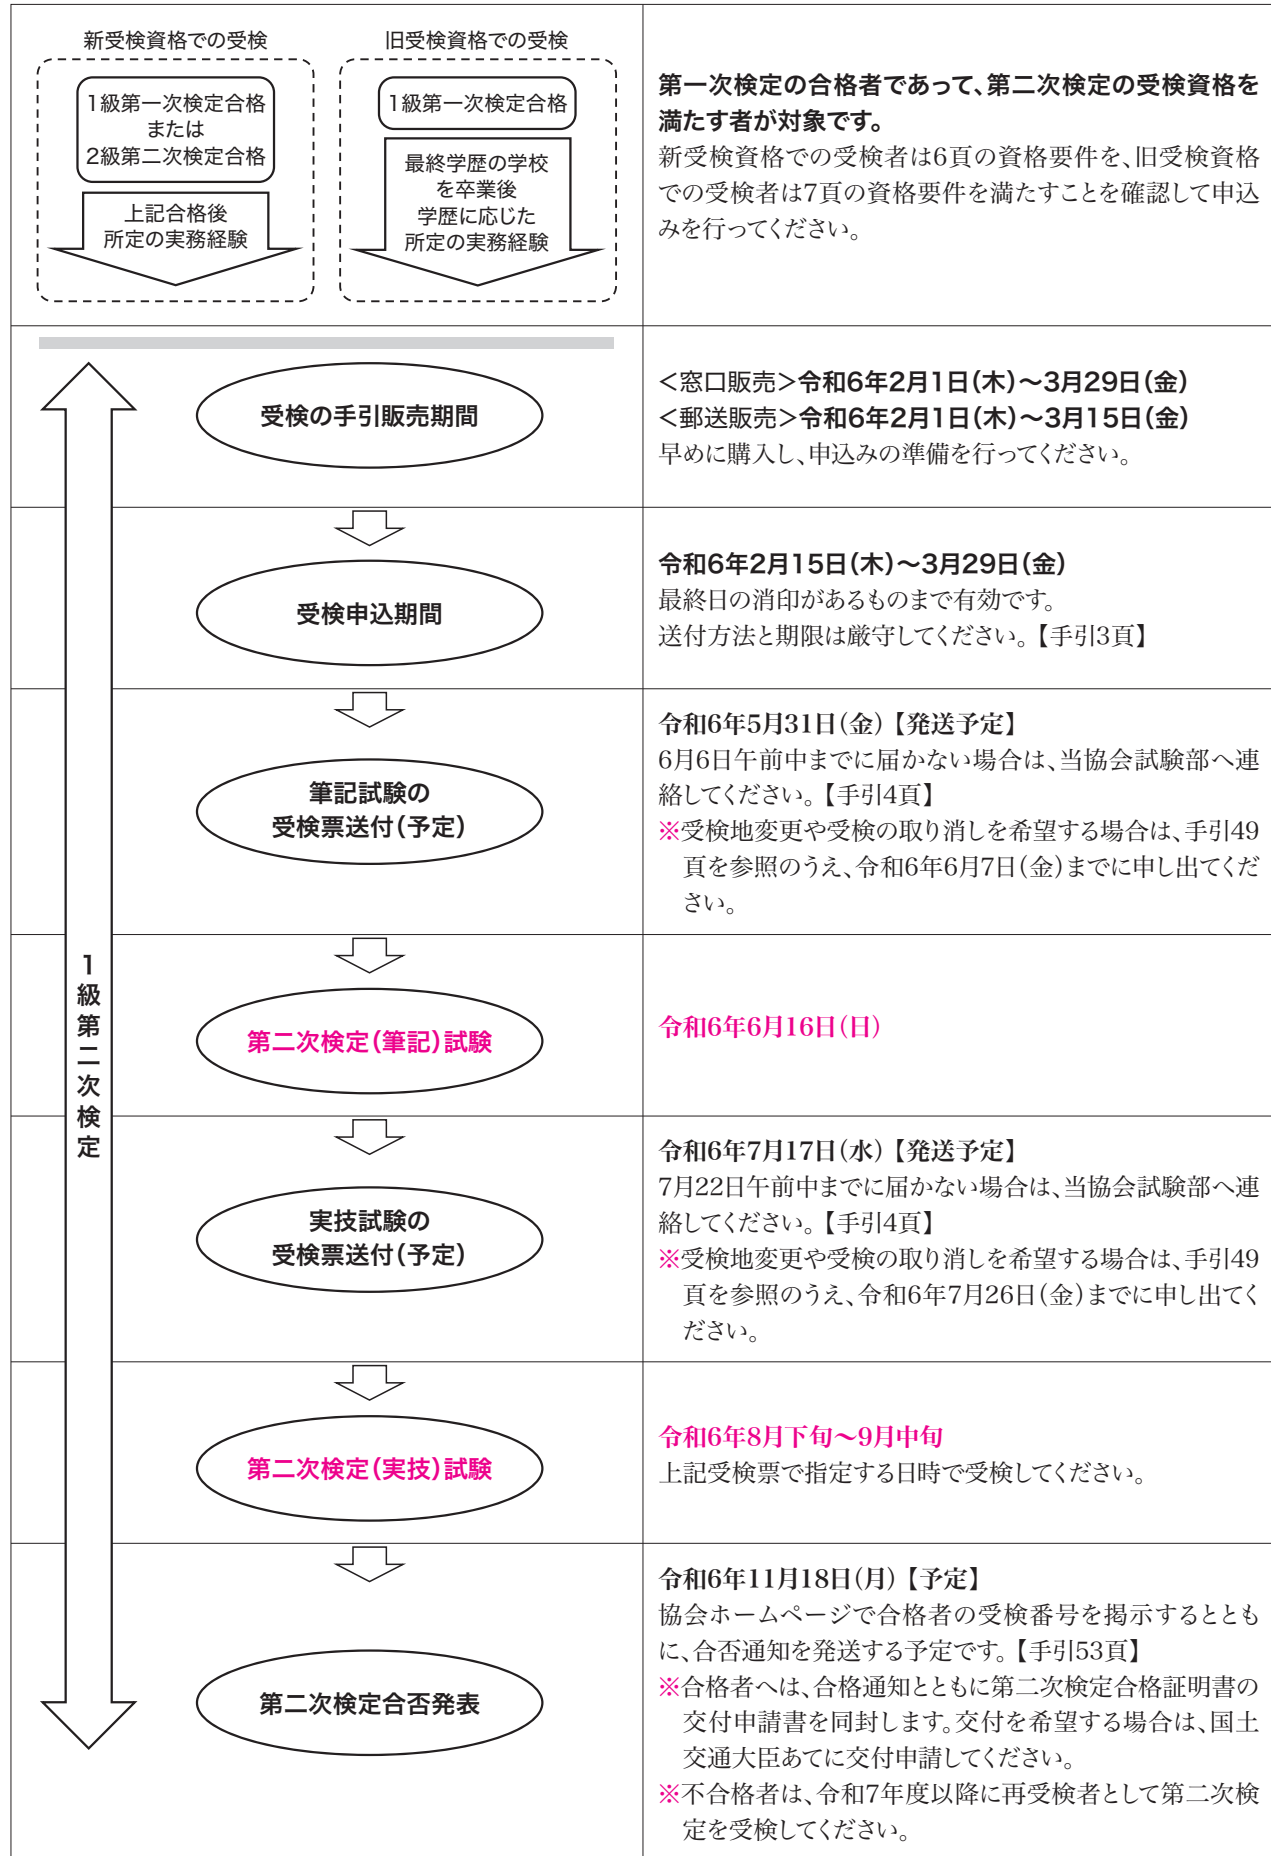 新受検資格での受検
1級第一次検定合格
または
2級第二次検定合格
上記合格後
所定の実務経験
旧受検資格での受検
1級第一次検定合格
最終学歴の学校
を卒業後
学歴に応じた
所定の実務経験
第一次検定の合格者であって、第二次検定の受検資格を
満たす者が対象です。
新受検資格での受検者は6頁の資格要件を、旧受検資格
での受検者は7頁の資格要件を満たすことを確認して申込
みを行ってください。
1級第二次検定
受検の手引販売期間
＜窓口販売＞令和6年2月1日（木）～3月29日（金）
＜郵送販売＞令和6年2月1日（木）～3月15日（金）
早めに購入し、申込みの準備を行ってください。
受検申込期間
令和6年2月15日（木）～3月29日（金）
最終日の消印があるものまで有効です。
送付方法と期限は厳守してください。【手引3頁】
筆記試験の
受検票送付（予定）
令和6年5月31日（金）【発送予定】
6月6日午前中までに届かない場合は、当協会試験部へ連
絡してください。【手引4頁】
※受検地変更や受検の取り消しを希望する場合は、手引49
頁を参照のうえ、令和6年6月7日（金）までに申し出てくだ
さい。
第二次検定（筆記）試験
令和6年6月16日（日）
実技試験の
受検票送付（予定）
令和6年7月17日（水）【発送予定】
7月22日午前中までに届かない場合は、当協会試験部へ連
絡してください。【手引4頁】
※受検地変更や受検の取り消しを希望する場合は、手引49
頁を参照のうえ、令和6年7月26日（金）までに申し出てく
ださい。
第二次検定（実技）試験
令和6年8月下旬～9月中旬
上記受検票で指定する日時で受検してください。
第二次検定合否発表
令和6年11月18日（月）【予定】
協会ホームページで合格者の受検番号を掲示するととも
に、合否通知を発送する予定です。【手引53頁】
※合格者へは、合格通知とともに第二次検定合格証明書の
交付申請書を同封します。交付を希望する場合は、国土
交通大臣あてに交付申請してください。
※不合格者は、令和7年度以降に再受検者として第二次検
定を受検してください。